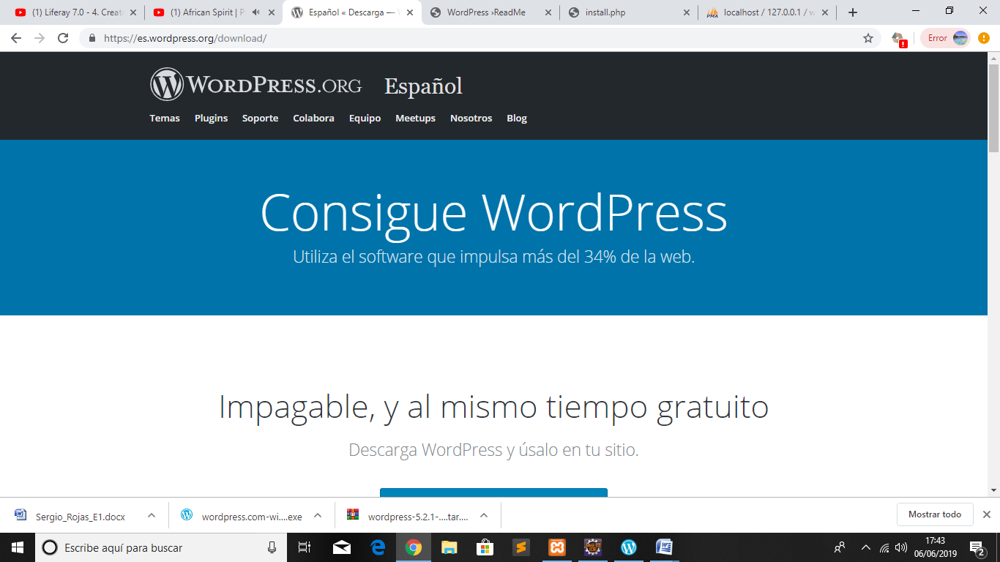 (1) Liferay 7.0 - 4. Creat
(1) African Spirit | P
Español « Descarga — W
WordPress › ReadMe
install.php
localhost / 127.0.0.1 / w
https://es.wordpress.org/download/
Error
WORDPRESS.ORG Español
Temas Plugins Soporte Colabora Equipo Meetups Nosotros Blog
Consigue WordPress
Utiliza el software que impulsa más del 34% de la web.
Impagable, y al mismo tiempo gratuito
Descarga WordPress y úsalo en tu sitio.
Sergio_Rojas_E1.docx
wordpress.com-wi....exe
wordpress-5.2.1-....tar....
Mostrar todo
Escribe aquí para buscar
17:43
06/06/2019
2